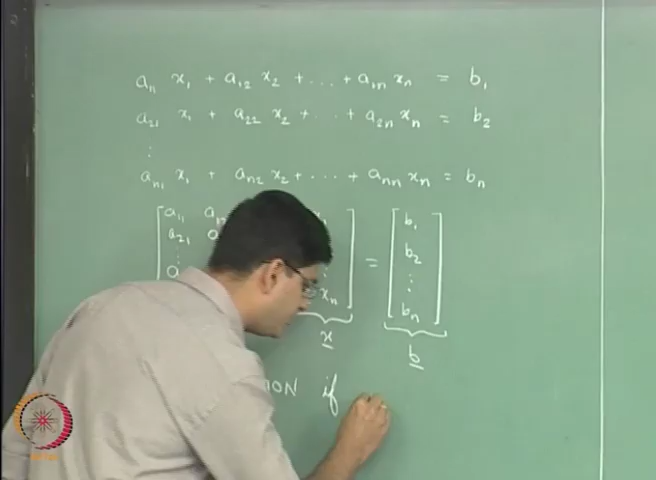 a₁₁ x₁ + a₁₂ x₂ + . . . + a₁ₙ xₙ = b₁
a₂₁ x₁ + a₂₂ x₂ + . . . + a₂ₙ xₙ = b₂
⋮
aₙ₁ x₁ + aₙ₂ x₂ + . . . + aₙₙ xₙ = bₙ
[ a₁₁ ] = [ b₁
a₂₁ b₂
⋮ ⋮
xₙ ] bₙ ]
x b
if